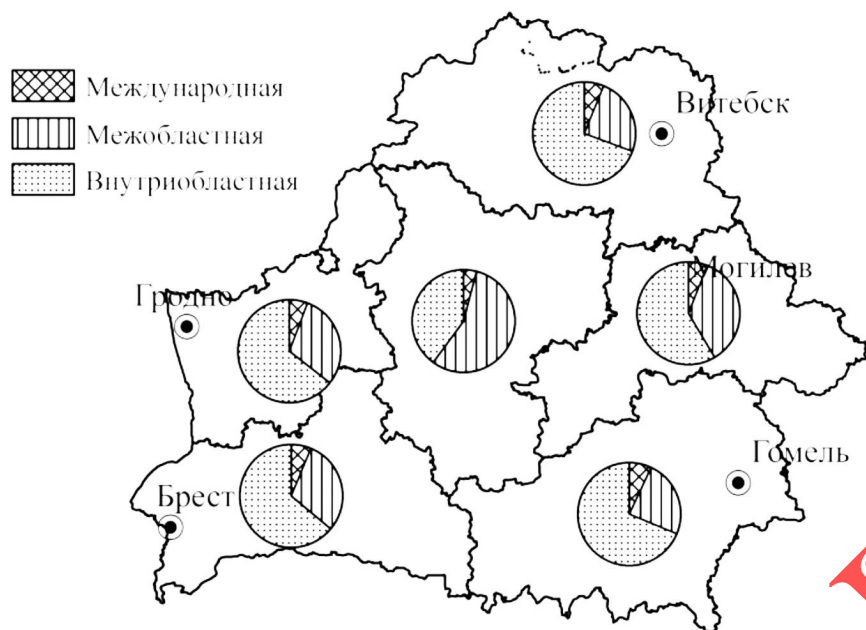 Международная
Межобластная
Внутриобластная
Витебск
Могилев
Гродно
Гомель
Брест